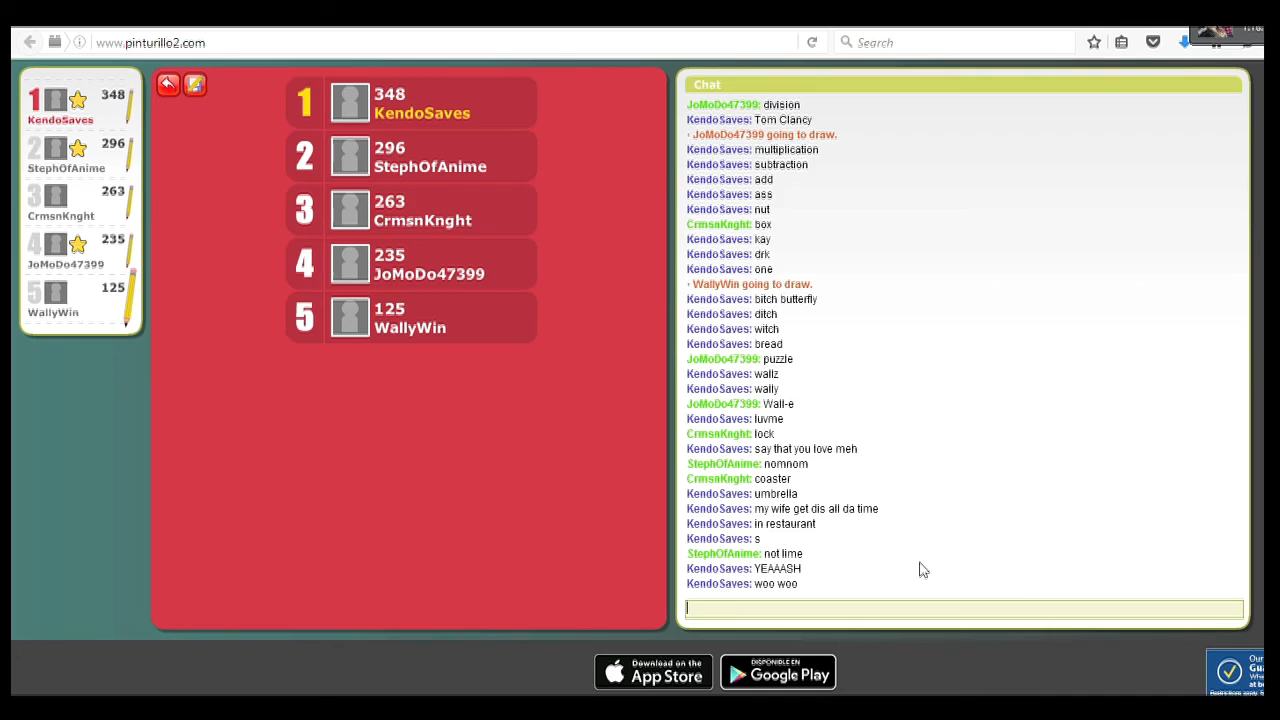 www.pinturillo2.com
Search
1 348
KendoSaves
2 296
StephOfAnime
3 263
CrmsnKnght
4 235
JoMoDo47399
5 125
WallyWin
1 348
KendoSaves
2 296
StephOfAnime
3 263
CrmsnKnght
4 235
JoMoDo47399
5 125
WallyWin
Chat
JoMoDo47399: division
KendoSaves: Tom Clancy
· JoMoDo47399 going to draw.
KendoSaves: multiplication
KendoSaves: subtraction
KendoSaves: add
KendoSaves: ass
KendoSaves: nut
CrmsnKnght: box
KendoSaves: kay
KendoSaves: drk
KendoSaves: one
· WallyWin going to draw.
KendoSaves: bitch butterfly
KendoSaves: ditch
KendoSaves: witch
KendoSaves: bread
JoMoDo47399: puzzle
KendoSaves: wallz
KendoSaves: wally
JoMoDo47399: Wall-e
KendoSaves: luvme
CrmsnKnght: lock
KendoSaves: say that you love meh
StephOfAnime: nomnom
CrmsnKnght: coaster
KendoSaves: umbrella
KendoSaves: my wife get dis all da time
KendoSaves: in restaurant
KendoSaves: s
StephOfAnime: not lime
KendoSaves: YEAAASH
KendoSaves: woo woo
Download on the
App Store
DISPONIBLE EN
Google Play
Our
Gua
Whe
at be